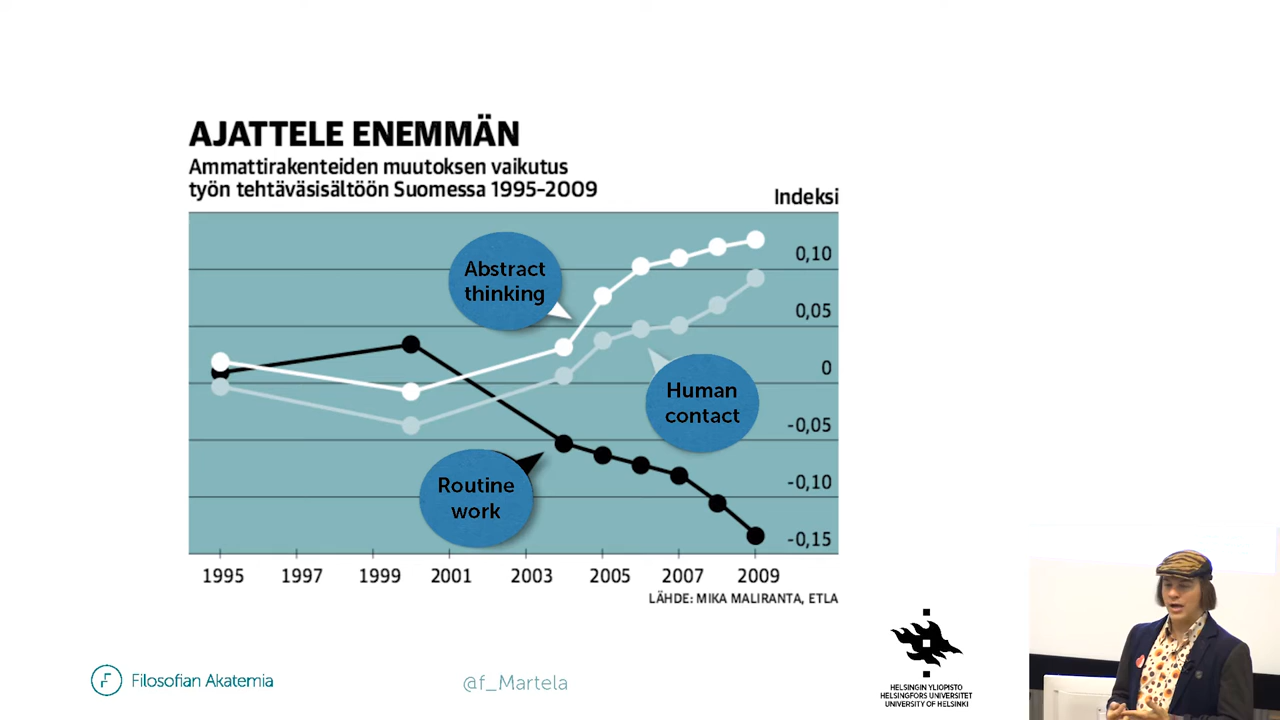 AJATTELE ENEMMÄN
Ammattirakenteiden muutoksen vaikutus
työn tehtäväsisältöön Suomessa 1995–2009
Indeksi
0,10
0,05
0
-0,05
-0,10
-0,15
Abstract
thinking
Human
contact
Routine
work
1995 1997 1999 2001 2003 2005 2007 2009
LÄHDE: MIKA MALIRANTA, ETLA
Filosofian Akatemia
@f_Martela
HELSINGIN YLIOPISTO
HELSINGFORS UNIVERSITET
UNIVERSITY OF HELSINKI